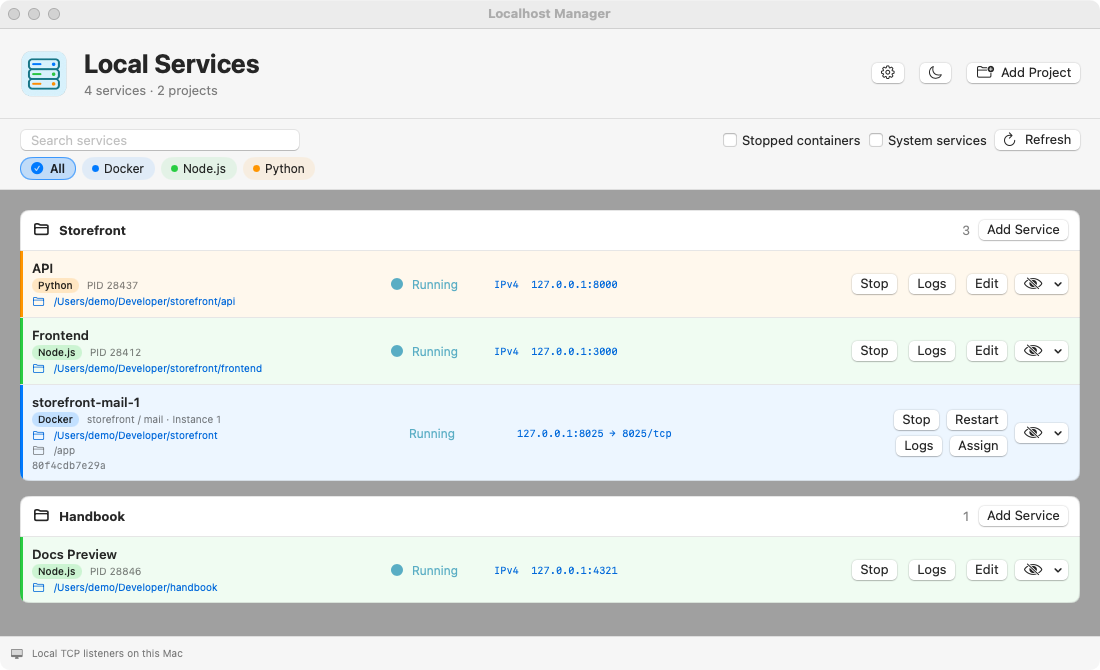 Localhost Manager
Local Services
4 services · 2 projects
Add Project
Search services
Stopped containers
System services
Refresh
All
Docker
Node.js
Python
Storefront
3
Add Service
API
Python PID 28437
/Users/demo/Developer/storefront/api
Running
IPv4 127.0.0.1:8000
Stop
Logs
Edit
Frontend
Node.js PID 28412
/Users/demo/Developer/storefront/frontend
Running
IPv4 127.0.0.1:3000
Stop
Logs
Edit
storefront-mail-1
Docker storefront / mail · Instance 1
/Users/demo/Developer/storefront
/app
80f4cdb7e29a
Running
127.0.0.1:8025 → 8025/tcp
Stop
Restart
Logs
Assign
Handbook
1
Add Service
Docs Preview
Node.js PID 28846
/Users/demo/Developer/handbook
Running
IPv4 127.0.0.1:4321
Stop
Logs
Edit
Local TCP listeners on this Mac